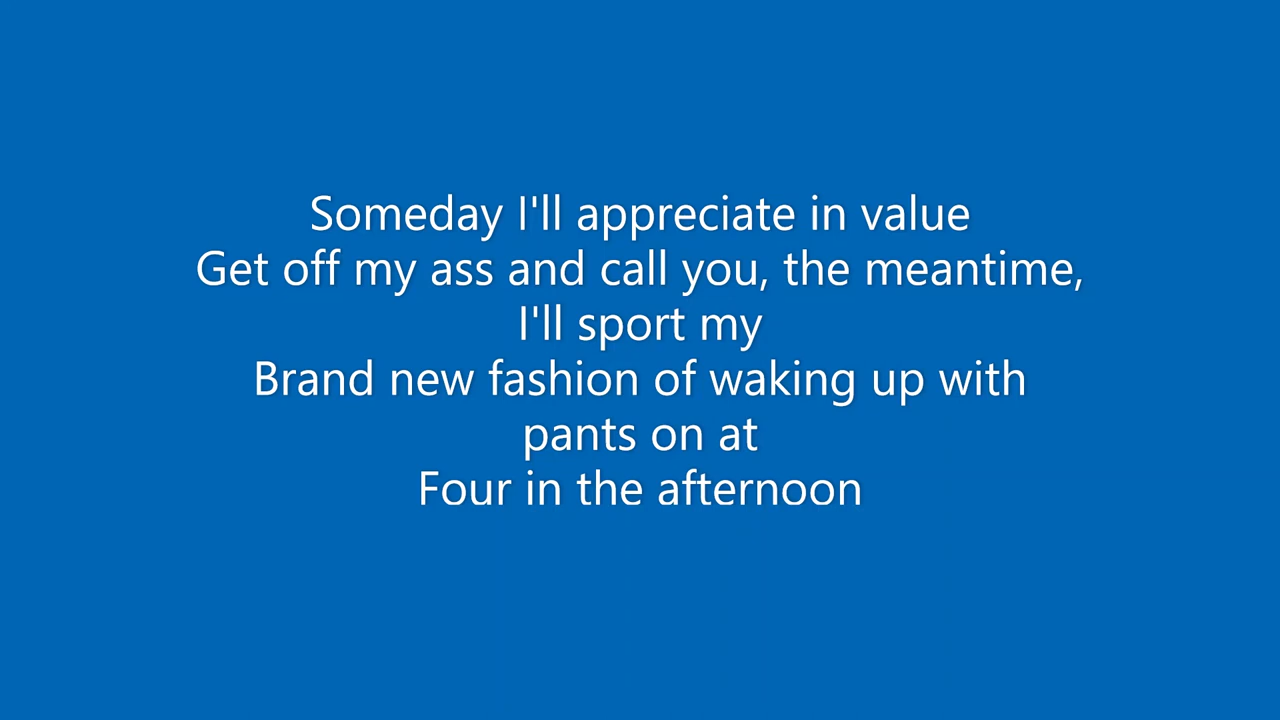 Someday I'll appreciate in value
Get off my ass and call you, the meantime,
I'll sport my
Brand new fashion of waking up with
pants on at
Four in the afternoon